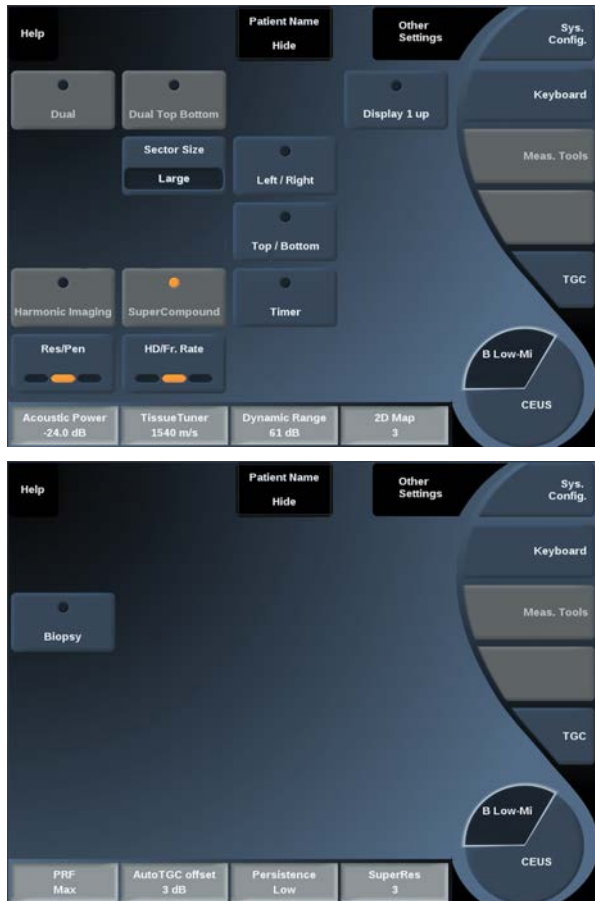 Help
Patient Name
Hide
Other
Settings
Sys.
Config.
Dual
Dual Top Bottom
Display 1 up
Keyboard
Sector Size
Large
Left / Right
Meas. Tools
Top / Bottom
TGC
Harmonic Imaging
SuperCompound
Timer
Res/Pen
HD/Fr. Rate
B Low-Mi
CEUS
Acoustic Power
-24.0 dB
TissueTuner
1540 m/s
Dynamic Range
61 dB
2D Map
3
Help
Patient Name
Hide
Other
Settings
Sys.
Config.
Keyboard
Biopsy
Meas. Tools
TGC
B Low-Mi
CEUS
PRF
Max
AutoTGC offset
3 dB
Persistence
Low
SuperRes
3